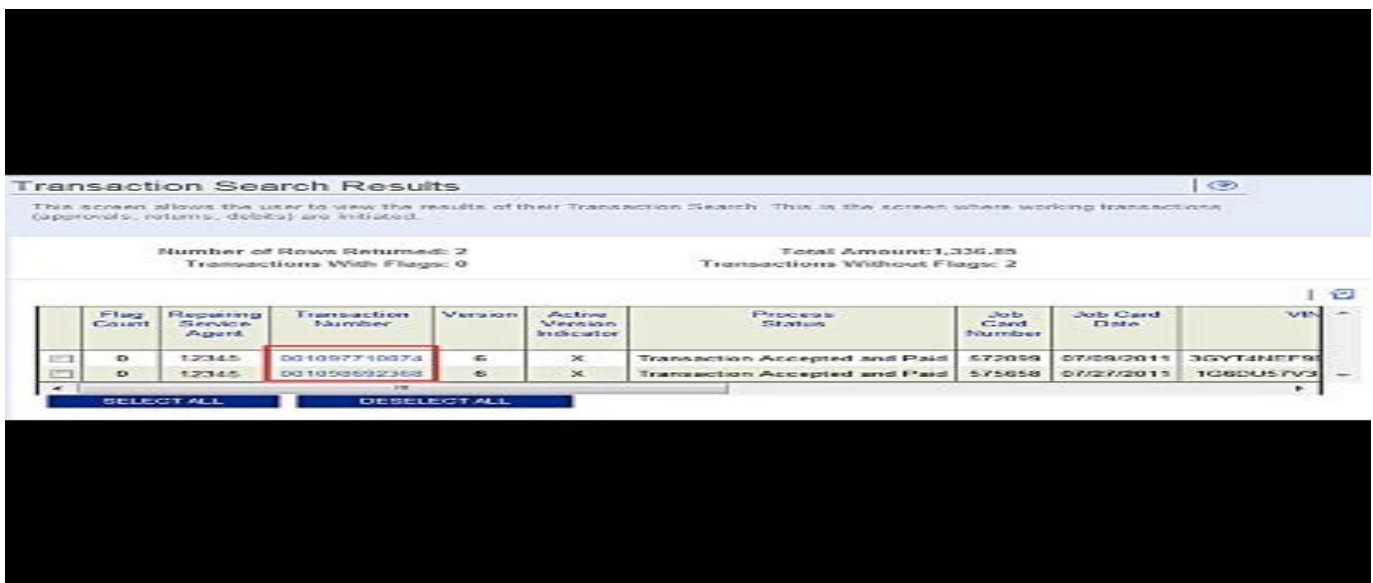 Transaction Search Results
This screen allows the user to view the results of their Transaction Search. This is the screen where working transactions
(approvals, returns, debits) are initiated.
Number of Rows Returned: 2 Total Amount:1,336.85
Transactions With Flags: 0 Transactions Without Flags: 2
Flag Count Repairing Service Agent Transaction Number Version Active Version Indicator Process Status Job Card Number Job Card Date VIN
0 12345 6 X Transaction Accepted and Paid 572099 07/09/2011
0 12345 6 X Transaction Accepted and Paid 575658 07/27/2011
SELECT ALL DESELECT ALL